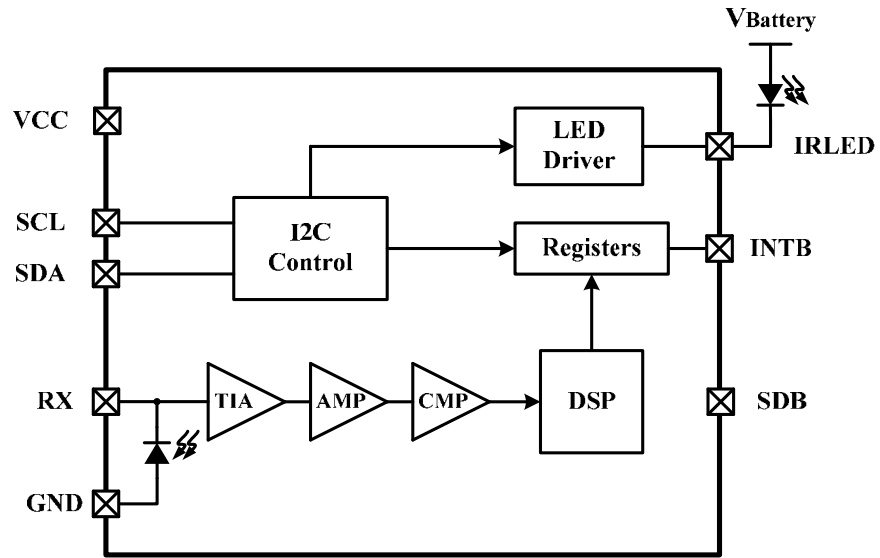 VBattery
VCC
LED
Driver
IRLED
SCL
I2C
Control
Registers
INTB
SDA
RX
TIA
AMP
CMP
DSP
SDB
GND